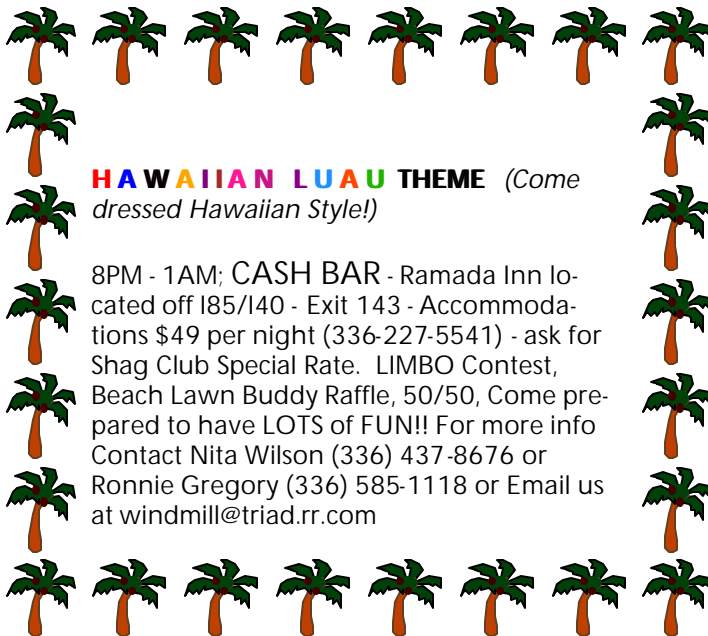 HAWAIIAN LUAU THEME (Come
dressed Hawaiian Style!)
8PM - 1AM; CASH BAR - Ramada Inn lo-
cated off I85/I40 - Exit 143 - Accommoda-
tions $49 per night (336-227-5541) - ask for
Shag Club Special Rate. LIMBO Contest,
Beach Lawn Buddy Raffle, 50/50, Come pre-
pared to have LOTS of FUN!! For more info
Contact Nita Wilson (336) 437-8676 or
Ronnie Gregory (336) 585-1118 or Email us
at windmill@triad.rr.com